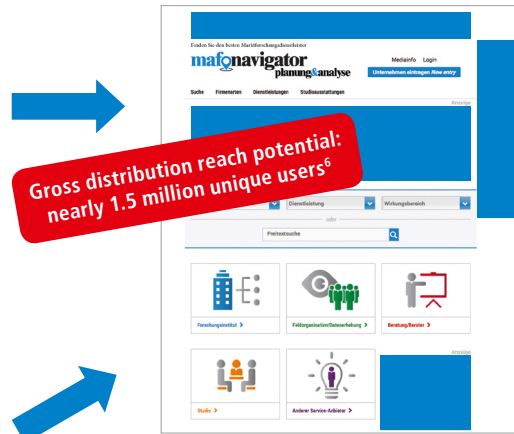 Finden Sie den besten Marktforschungsdienstleister
mafonavigator
planung&analyse
Mediainfo Login
Unternehmen eintragen New entry
Suche Firmenarten Dienstleistungen Studioausstattungen
Anzeige
Gross distribution reach potential:
nearly 1.5 million unique users6
Dienstleistung Wirkungsbereich
oder
Freitextsuche
Forschungsinstitut >
Feldorganisation/Datenerhebung >
Beratung/Berater >
Anzeige
Studio >
Anderer Service-Anbieter >